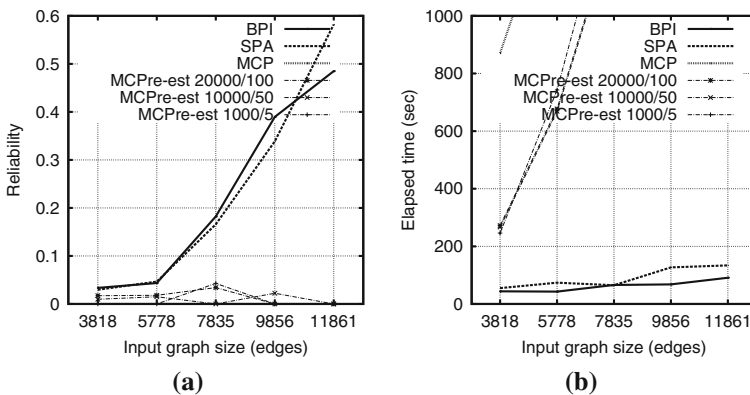 0.6
0.5
0.4
0.3
0.2
0.1
0
Reliability
BPI
SPA
MCP
MCPre-est 20000/100
MCPre-est 10000/50
MCPre-est 1000/5
3818 5778 7835 9856 11861
Input graph size (edges)
(a)
1000
800
600
400
200
0
Elapsed time (sec)
BPI
SPA
MCP
MCPre-est 20000/100
MCPre-est 10000/50
MCPre-est 1000/5
3818 5778 7835 9856 11861
Input graph size (edges)
(b)